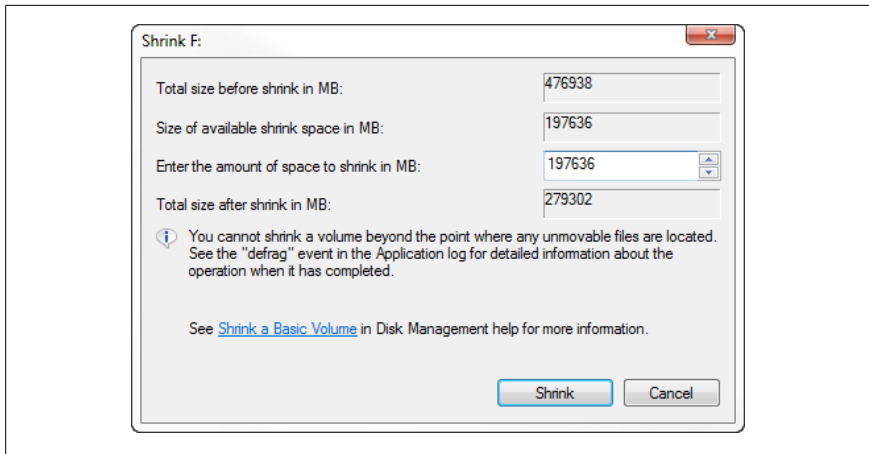 Shrink F:
Total size before shrink in MB: 476938
Size of available shrink space in MB: 197636
Enter the amount of space to shrink in MB: 197636
Total size after shrink in MB: 279302
You cannot shrink a volume beyond the point where any unmovable files are located.
See the "defrag" event in the Application log for detailed information about the
operation when it has completed.
See Shrink a Basic Volume in Disk Management help for more information.
Shrink Cancel